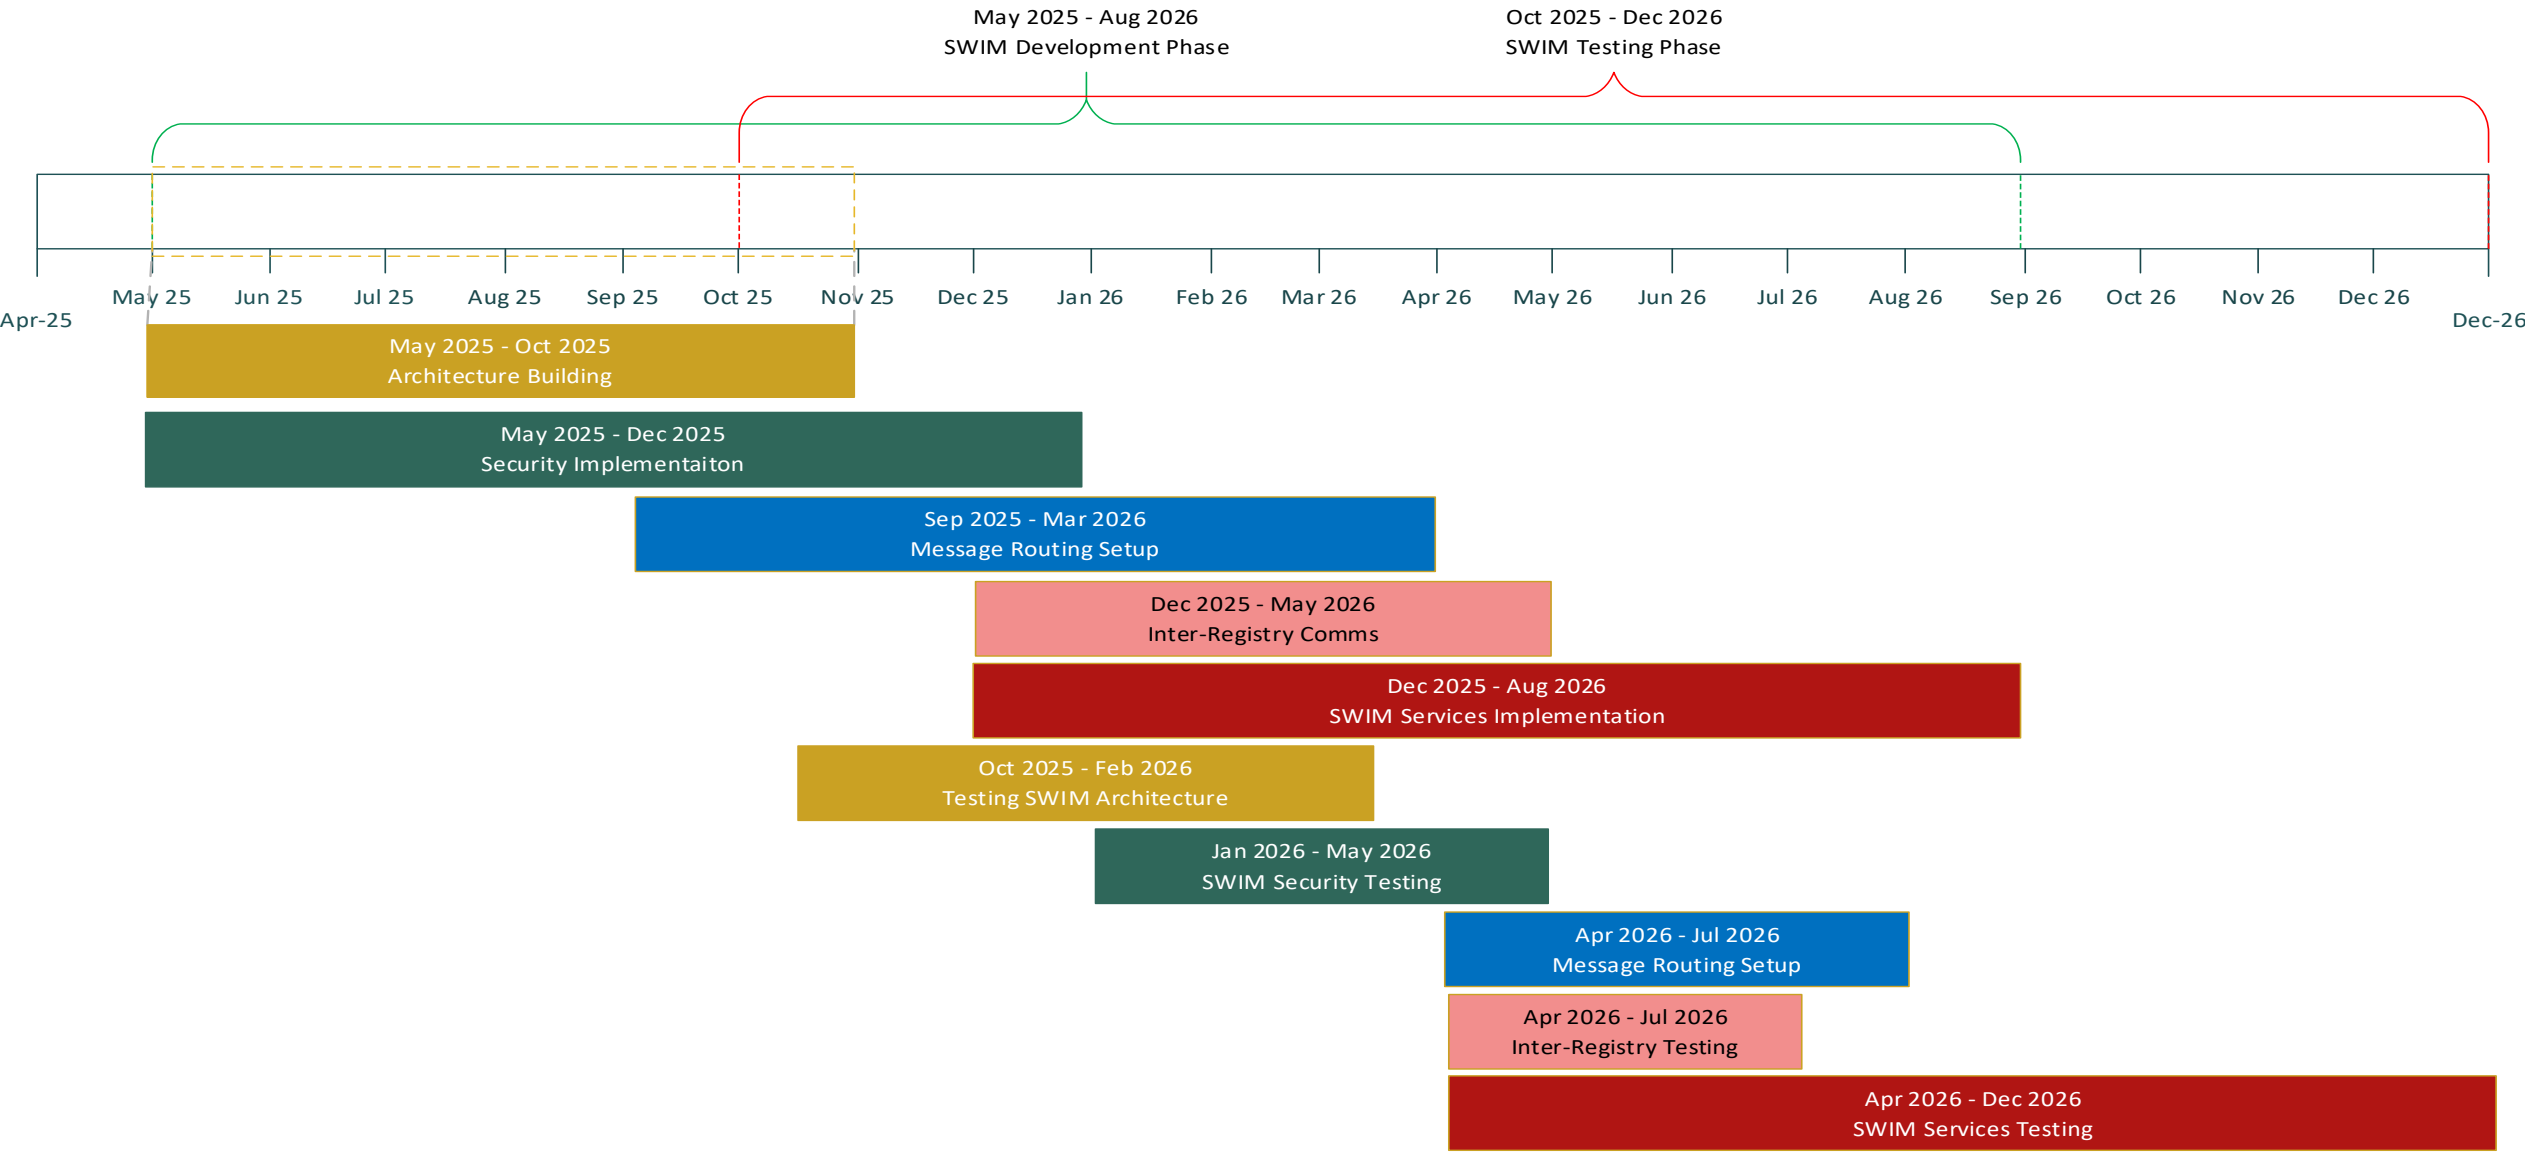 May 2025 - Aug 2026
SWIM Development Phase
Oct 2025 - Dec 2026
SWIM Testing Phase
May 25 Jun 25 Jul 25 Aug 25 Sep 25 Oct 25 Nov 25 Dec 25 Jan 26 Feb 26 Mar 26 Apr 26 May 26 Jun 26 Jul 26 Aug 26 Sep 26 Oct 26 Nov 26 Dec 26
Apr-25 Dec-26
May 2025 - Oct 2025
Architecture Building
May 2025 - Dec 2025
Security Implementaiton
Sep 2025 - Mar 2026
Message Routing Setup
Dec 2025 - May 2026
Inter-Registry Comms
Dec 2025 - Aug 2026
SWIM Services Implementation
Oct 2025 - Feb 2026
Testing SWIM Architecture
Jan 2026 - May 2026
SWIM Security Testing
Apr 2026 - Jul 2026
Message Routing Setup
Apr 2026 - Jul 2026
Inter-Registry Testing
Apr 2026 - Dec 2026
SWIM Services Testing